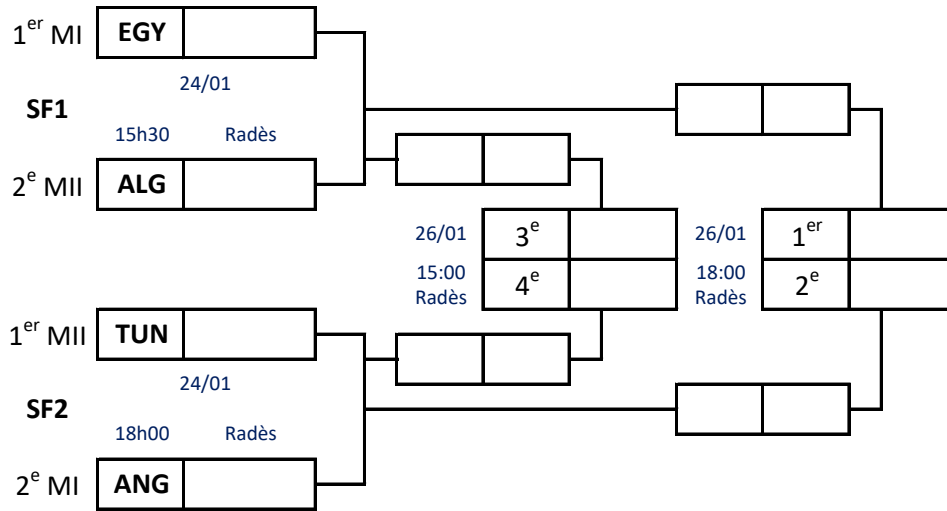 1er MI EGY
24/01
SF1
15h30 Radès
2e MII ALG
26/01 3e 26/01 1er
15:00 4e 18:00 2e
Radès Radès
1er MII TUN
24/01
SF2
18h00 Radès
2e MI ANG